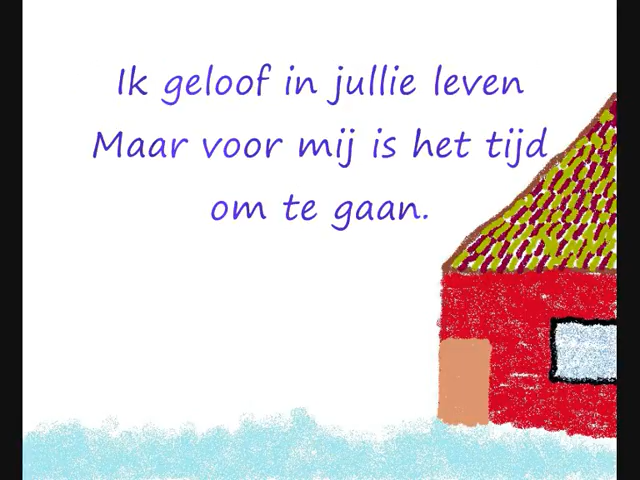 Ik geloof in jullie leven
Maar voor mij is het tijd
om te gaan.